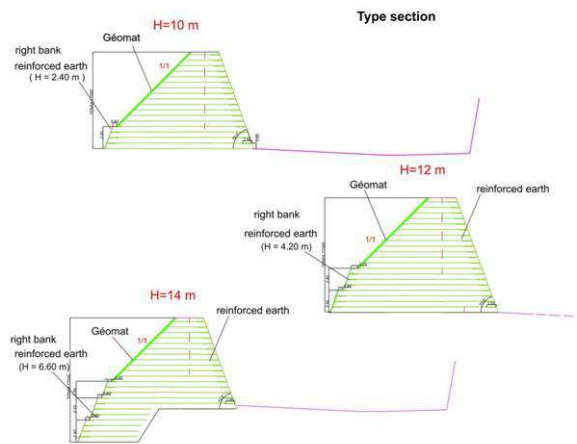 Type section
H=10 m
Géomat
right bank
reinforced earth
( H = 2.40 m )
1/1
H=12 m
Géomat
reinforced earth
right bank
reinforced earth
(H = 4.20 m)
1/1
H=14 m
reinforced earth
Géomat
right bank
reinforced earth
(H = 6.60 m)
1/1